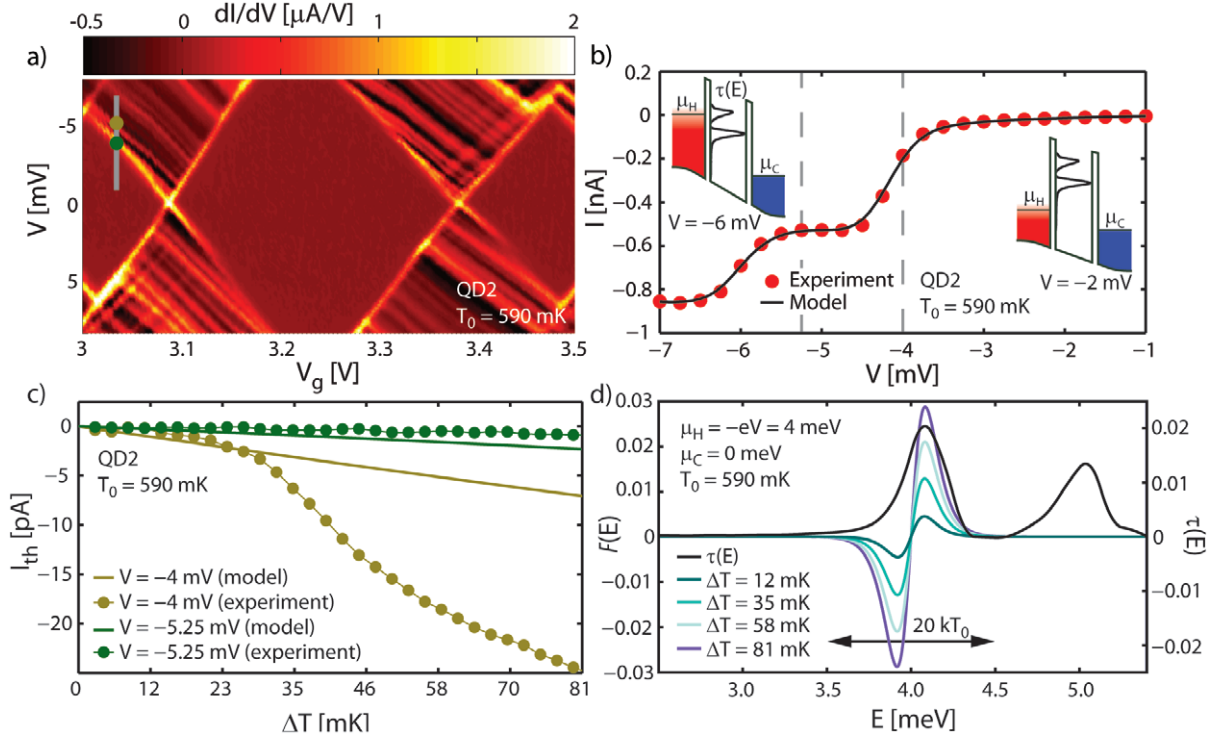 dI/dV [μA/V]
-0.5 0 1 2
a)
-5
0
5
V [mV]
QD2
T0 = 590 mK
3 3.1 3.2 3.3 3.4 3.5
Vg [V]
b)
0.2
0
−0.2
−0.4
−0.6
−0.8
−1
I [nA]
μH
τ(E)
μC
V = −6 mV
μH
μC
V = −2 mV
Experiment
Model
QD2
T0 = 590 mK
−7 −6 −5 −4 −3 −2 −1
V [mV]
c)
0
−5
−10
−15
−20
Ith [pA]
QD2
T0 = 590 mK
V = −4 mV (model)
V = −4 mV (experiment)
V = −5.25 mV (model)
V = −5.25 mV (experiment)
0 12 23 35 46 58 70 81
ΔT [mK]
d)
0.03
0.02
0.01
0
−0.01
−0.02
−0.03
F(E)
μH = −eV = 4 meV
μC = 0 meV
T0 = 590 mK
τ(E)
ΔT = 12 mK
ΔT = 35 mK
ΔT = 58 mK
ΔT = 81 mK
20 kT0
0.02
0.01
0
−0.01
−0.02
τ(E)
2.5 3.0 3.5 4.0 4.5 5.0
E [meV]